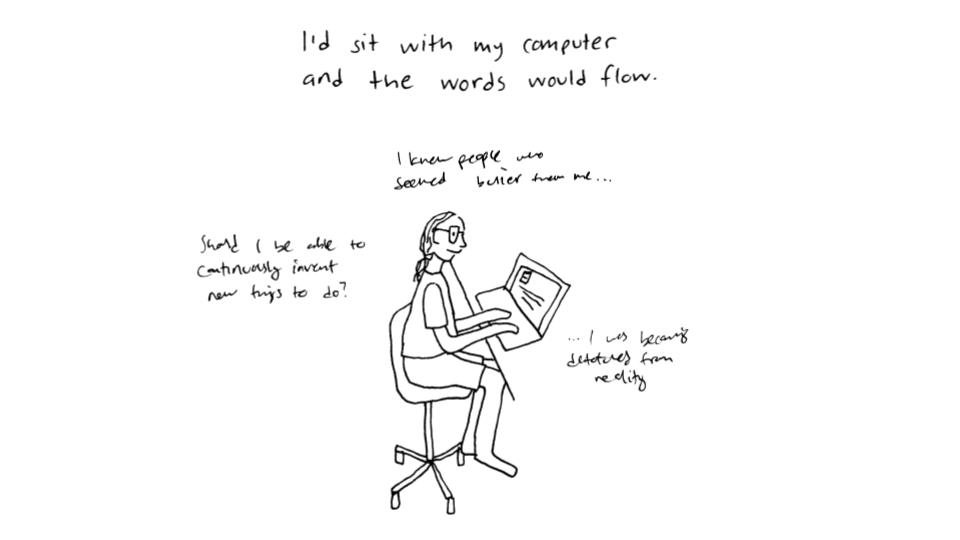 I'd sit with my computer
and the words would flow.
I knew people who
seemed busier than me...
Should I be able to
continuously invent
new things to do?
... I was becoming
detached from
reality